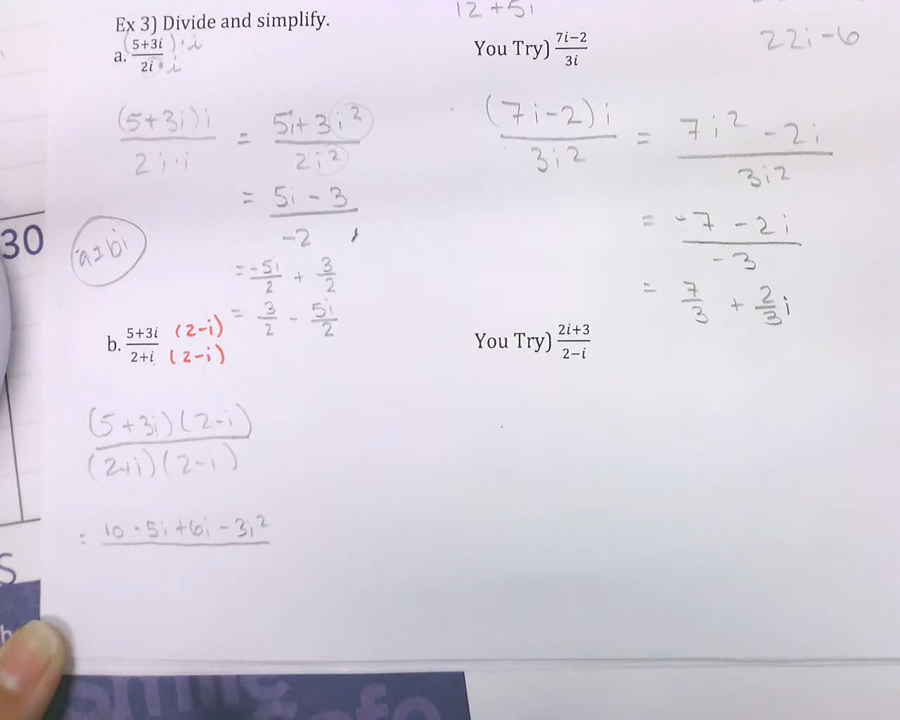 12 + 5i
22i - 6
Ex 3) Divide and simplify.
a. (5+3i)·i / 2i·i
(5+3i)i / 2i·i = 5i+3i² / 2i²
= 5i - 3 / -2
a±bi
= -5i/2 + 3/2
= 3/2 - 5i/2
b. 5+3i / 2+i (2-i) / (2-i)
(5+3i)(2-i) / (2+i)(2-i)
= 10 - 5i + 6i - 3i²
You Try) 7i-2 / 3i
(7i-2)i / 3i² = 7i² - 2i / 3i²
= -7 - 2i / -3
= 7/3 + 2/3 i
You Try) 2i+3 / 2-i
30
S